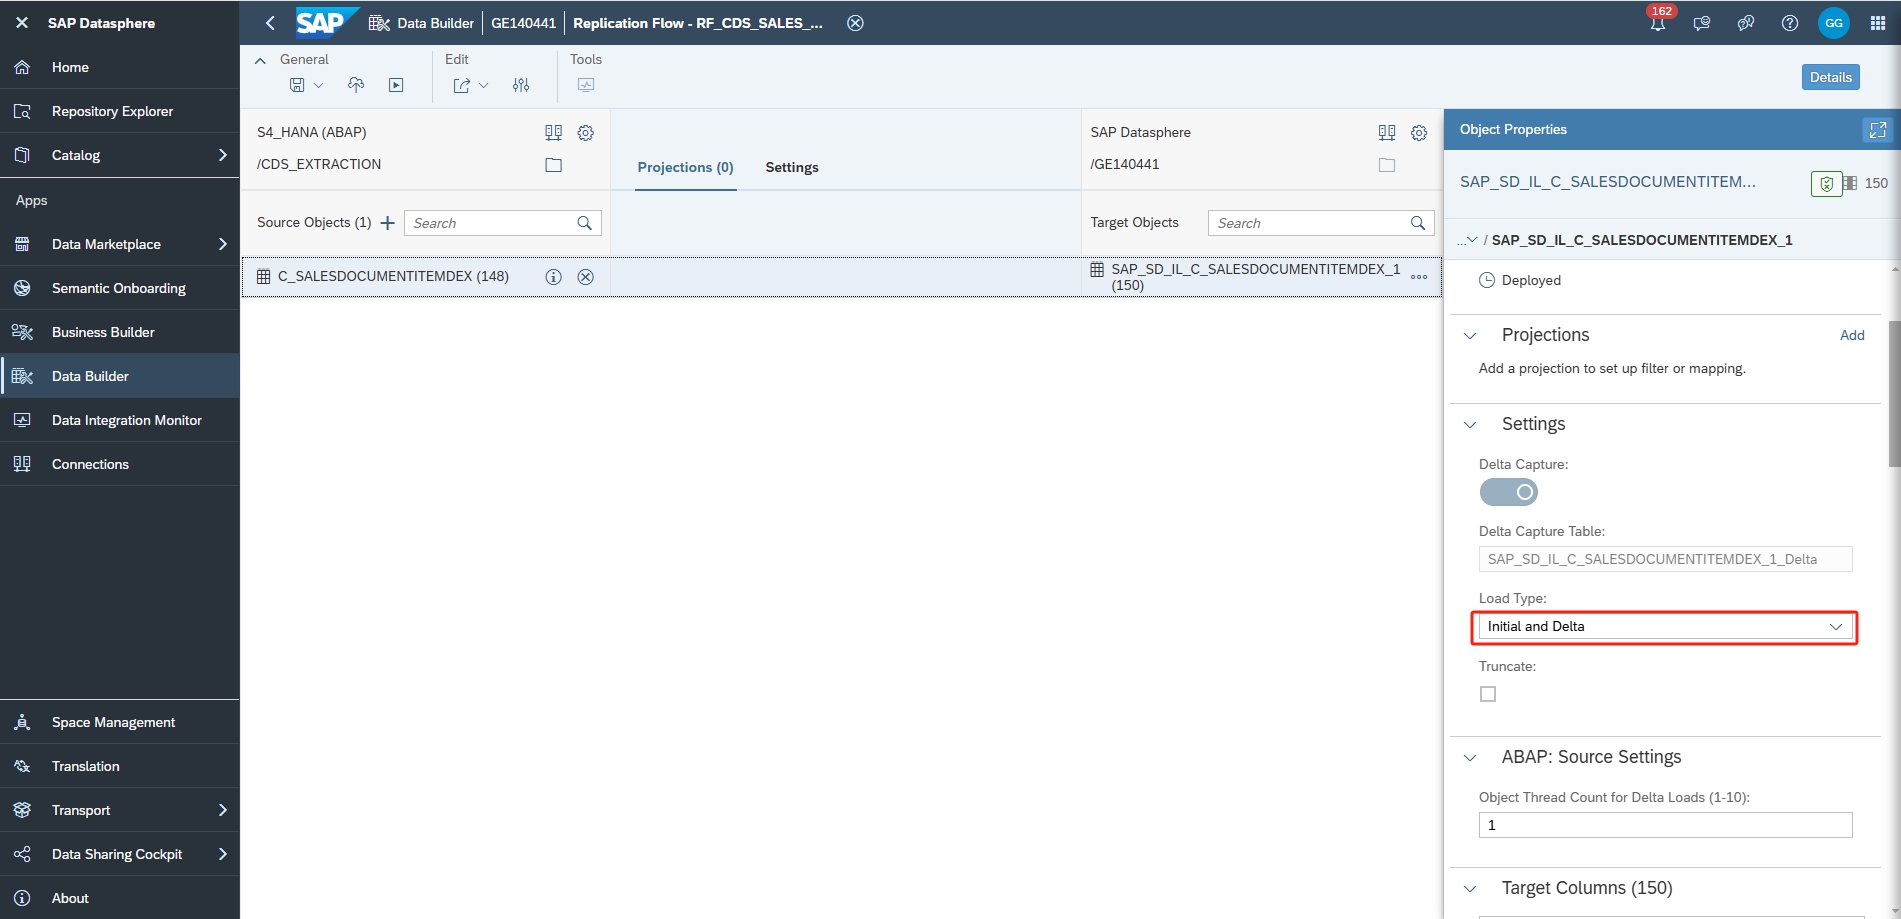 SAP Datasphere
Home
Repository Explorer
Catalog
Apps
Data Marketplace
Semantic Onboarding
Business Builder
Data Builder
Data Integration Monitor
Connections
Space Management
Translation
Transport
Data Sharing Cockpit
About
SAP
Data Builder
GE140441
Replication Flow - RF_CDS_SALES_...
162
GG
General
Edit
Tools
Details
S4_HANA (ABAP)
/CDS_EXTRACTION
Projections (0)
Settings
SAP Datasphere
/GE140441
Source Objects (1)
Search
Target Objects
Search
C_SALESDOCUMENTITEMDEX (148)
SAP_SD_IL_C_SALESDOCUMENTITEMDEX_1
(150)
Object Properties
SAP_SD_IL_C_SALESDOCUMENTITEM...
150
... / SAP_SD_IL_C_SALESDOCUMENTITEMDEX_1
Deployed
Projections
Add
Add a projection to set up filter or mapping.
Settings
Delta Capture:
Delta Capture Table:
SAP_SD_IL_C_SALESDOCUMENTITEMDEX_1_Delta
Load Type:
Initial and Delta
Truncate:
ABAP: Source Settings
Object Thread Count for Delta Loads (1-10):
1
Target Columns (150)